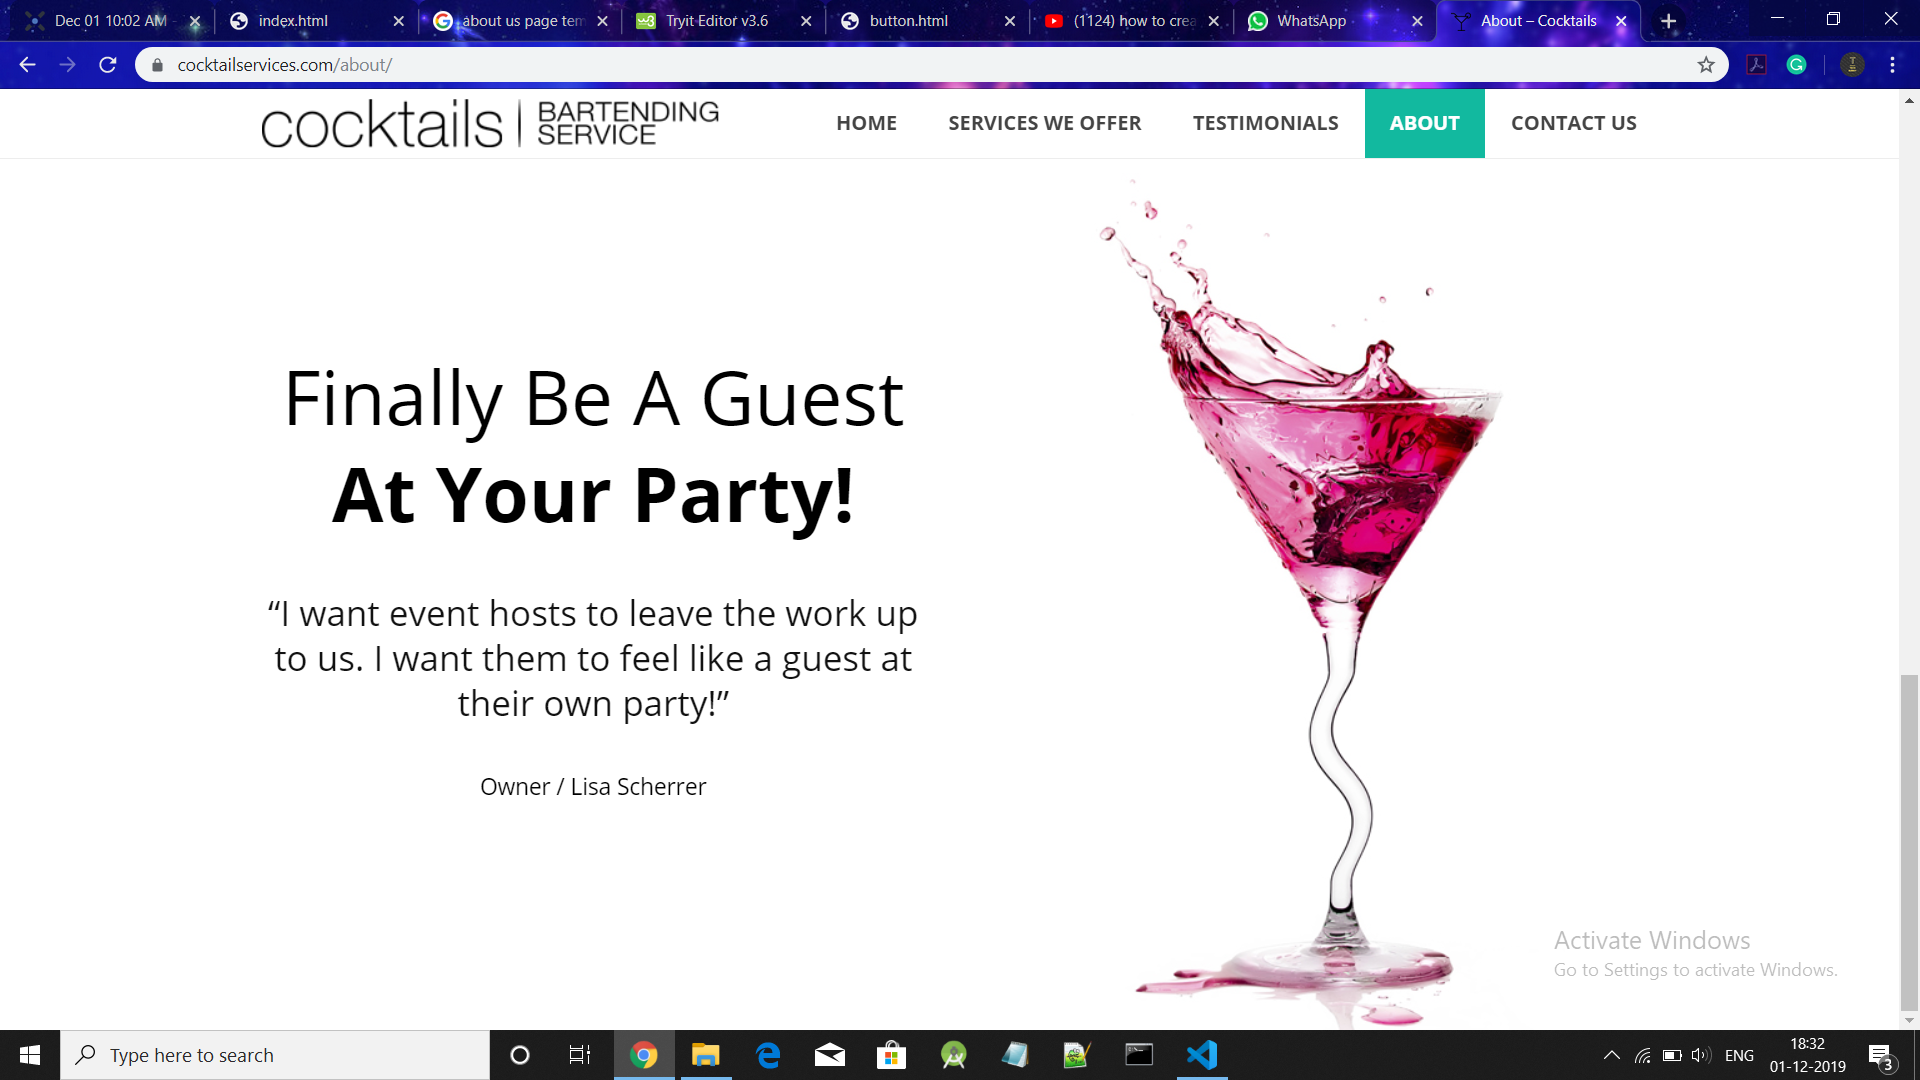 Dec 01 10:02 AM
index.html
about us page tem
Tryit Editor v3.6
button.html
(1124) how to crea
WhatsApp
About – Cocktails
cocktailservices.com/about/
cocktails | BARTENDING SERVICE
HOME
SERVICES WE OFFER
TESTIMONIALS
ABOUT
CONTACT US
Finally Be A Guest
At Your Party!
“I want event hosts to leave the work up
to us. I want them to feel like a guest at
their own party!”
Owner / Lisa Scherrer
Activate Windows
Go to Settings to activate Windows.
Type here to search
ENG
18:32
01-12-2019
3